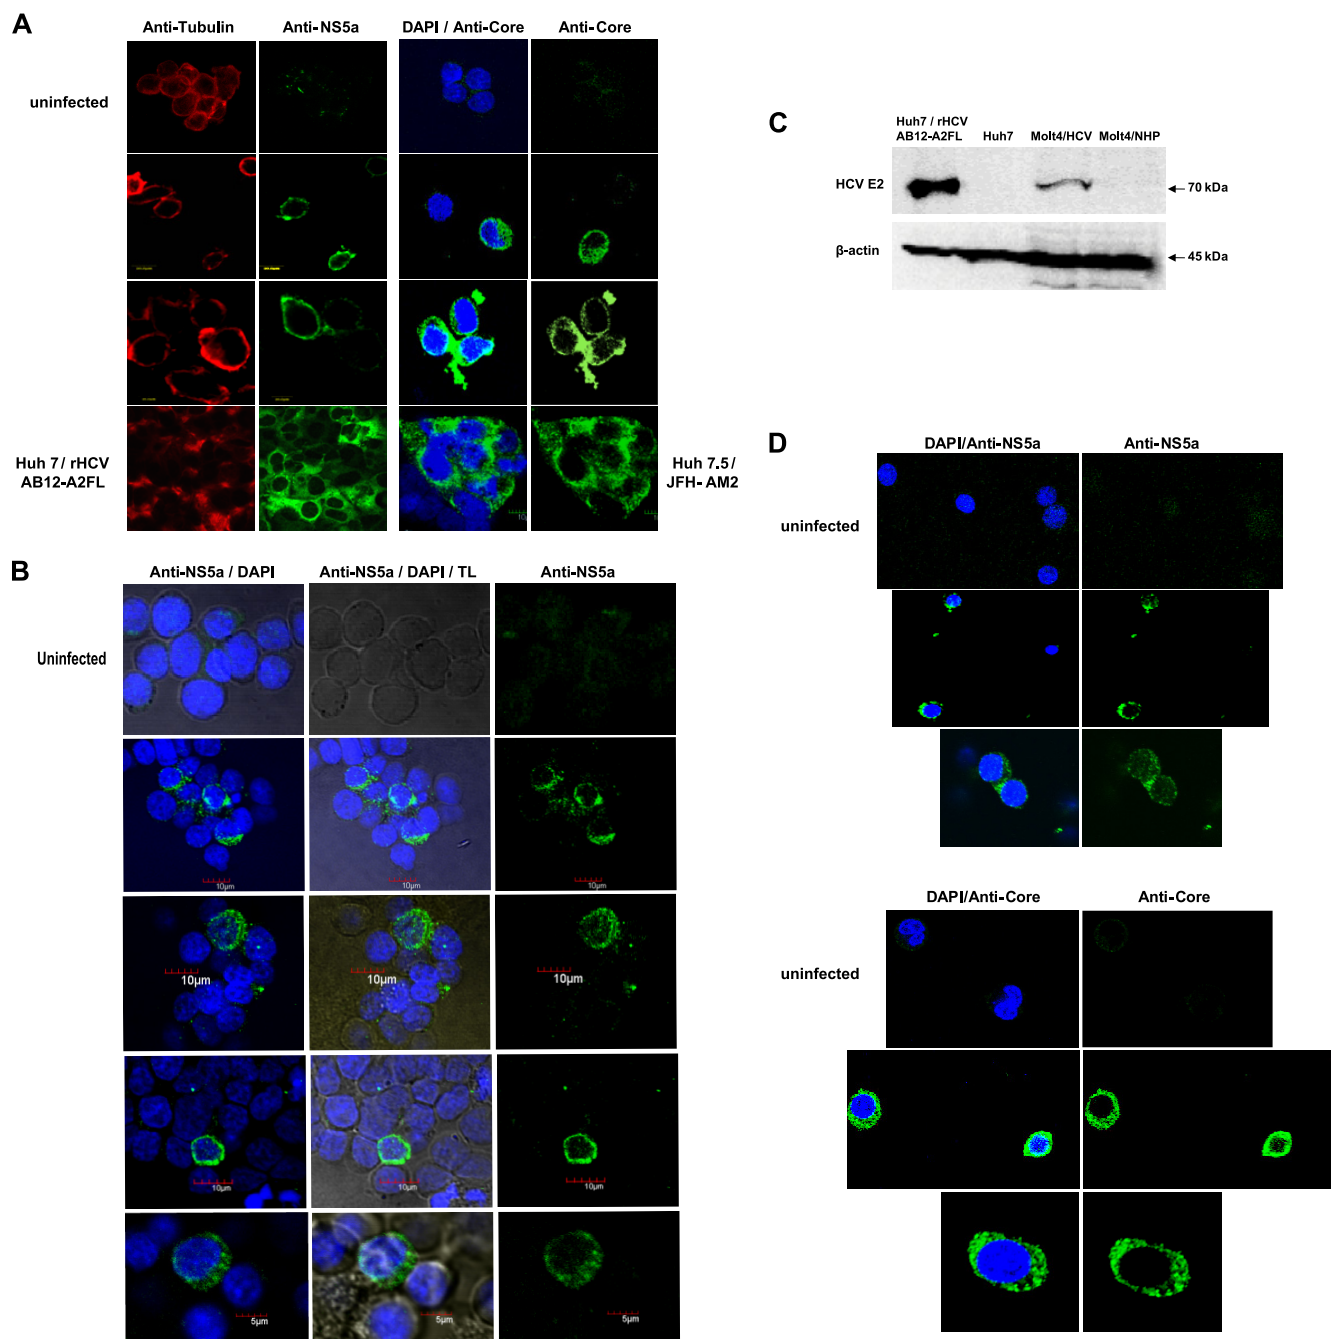 A
Anti-Tubulin Anti-NS5a DAPI / Anti-Core Anti-Core
uninfected
Huh 7 / rHCV
AB12-A2FL
Huh 7.5 /
JFH- AM2
10μ
10μ
B
Anti-NS5a / DAPI Anti-NS5a / DAPI / TL Anti-NS5a
Uninfected
10μm 10μm 10μm
10μm 10μm 10μm
10μm 10μm 10μm
5μm 5μm 5μm
C
Huh7 / rHCV
AB12-A2FL Huh7 Molt4/HCV Molt4/NHP
HCV E2
70 kDa
β-actin
45 kDa
D
DAPI/Anti-NS5a Anti-NS5a
uninfected
DAPI/Anti-Core Anti-Core
uninfected